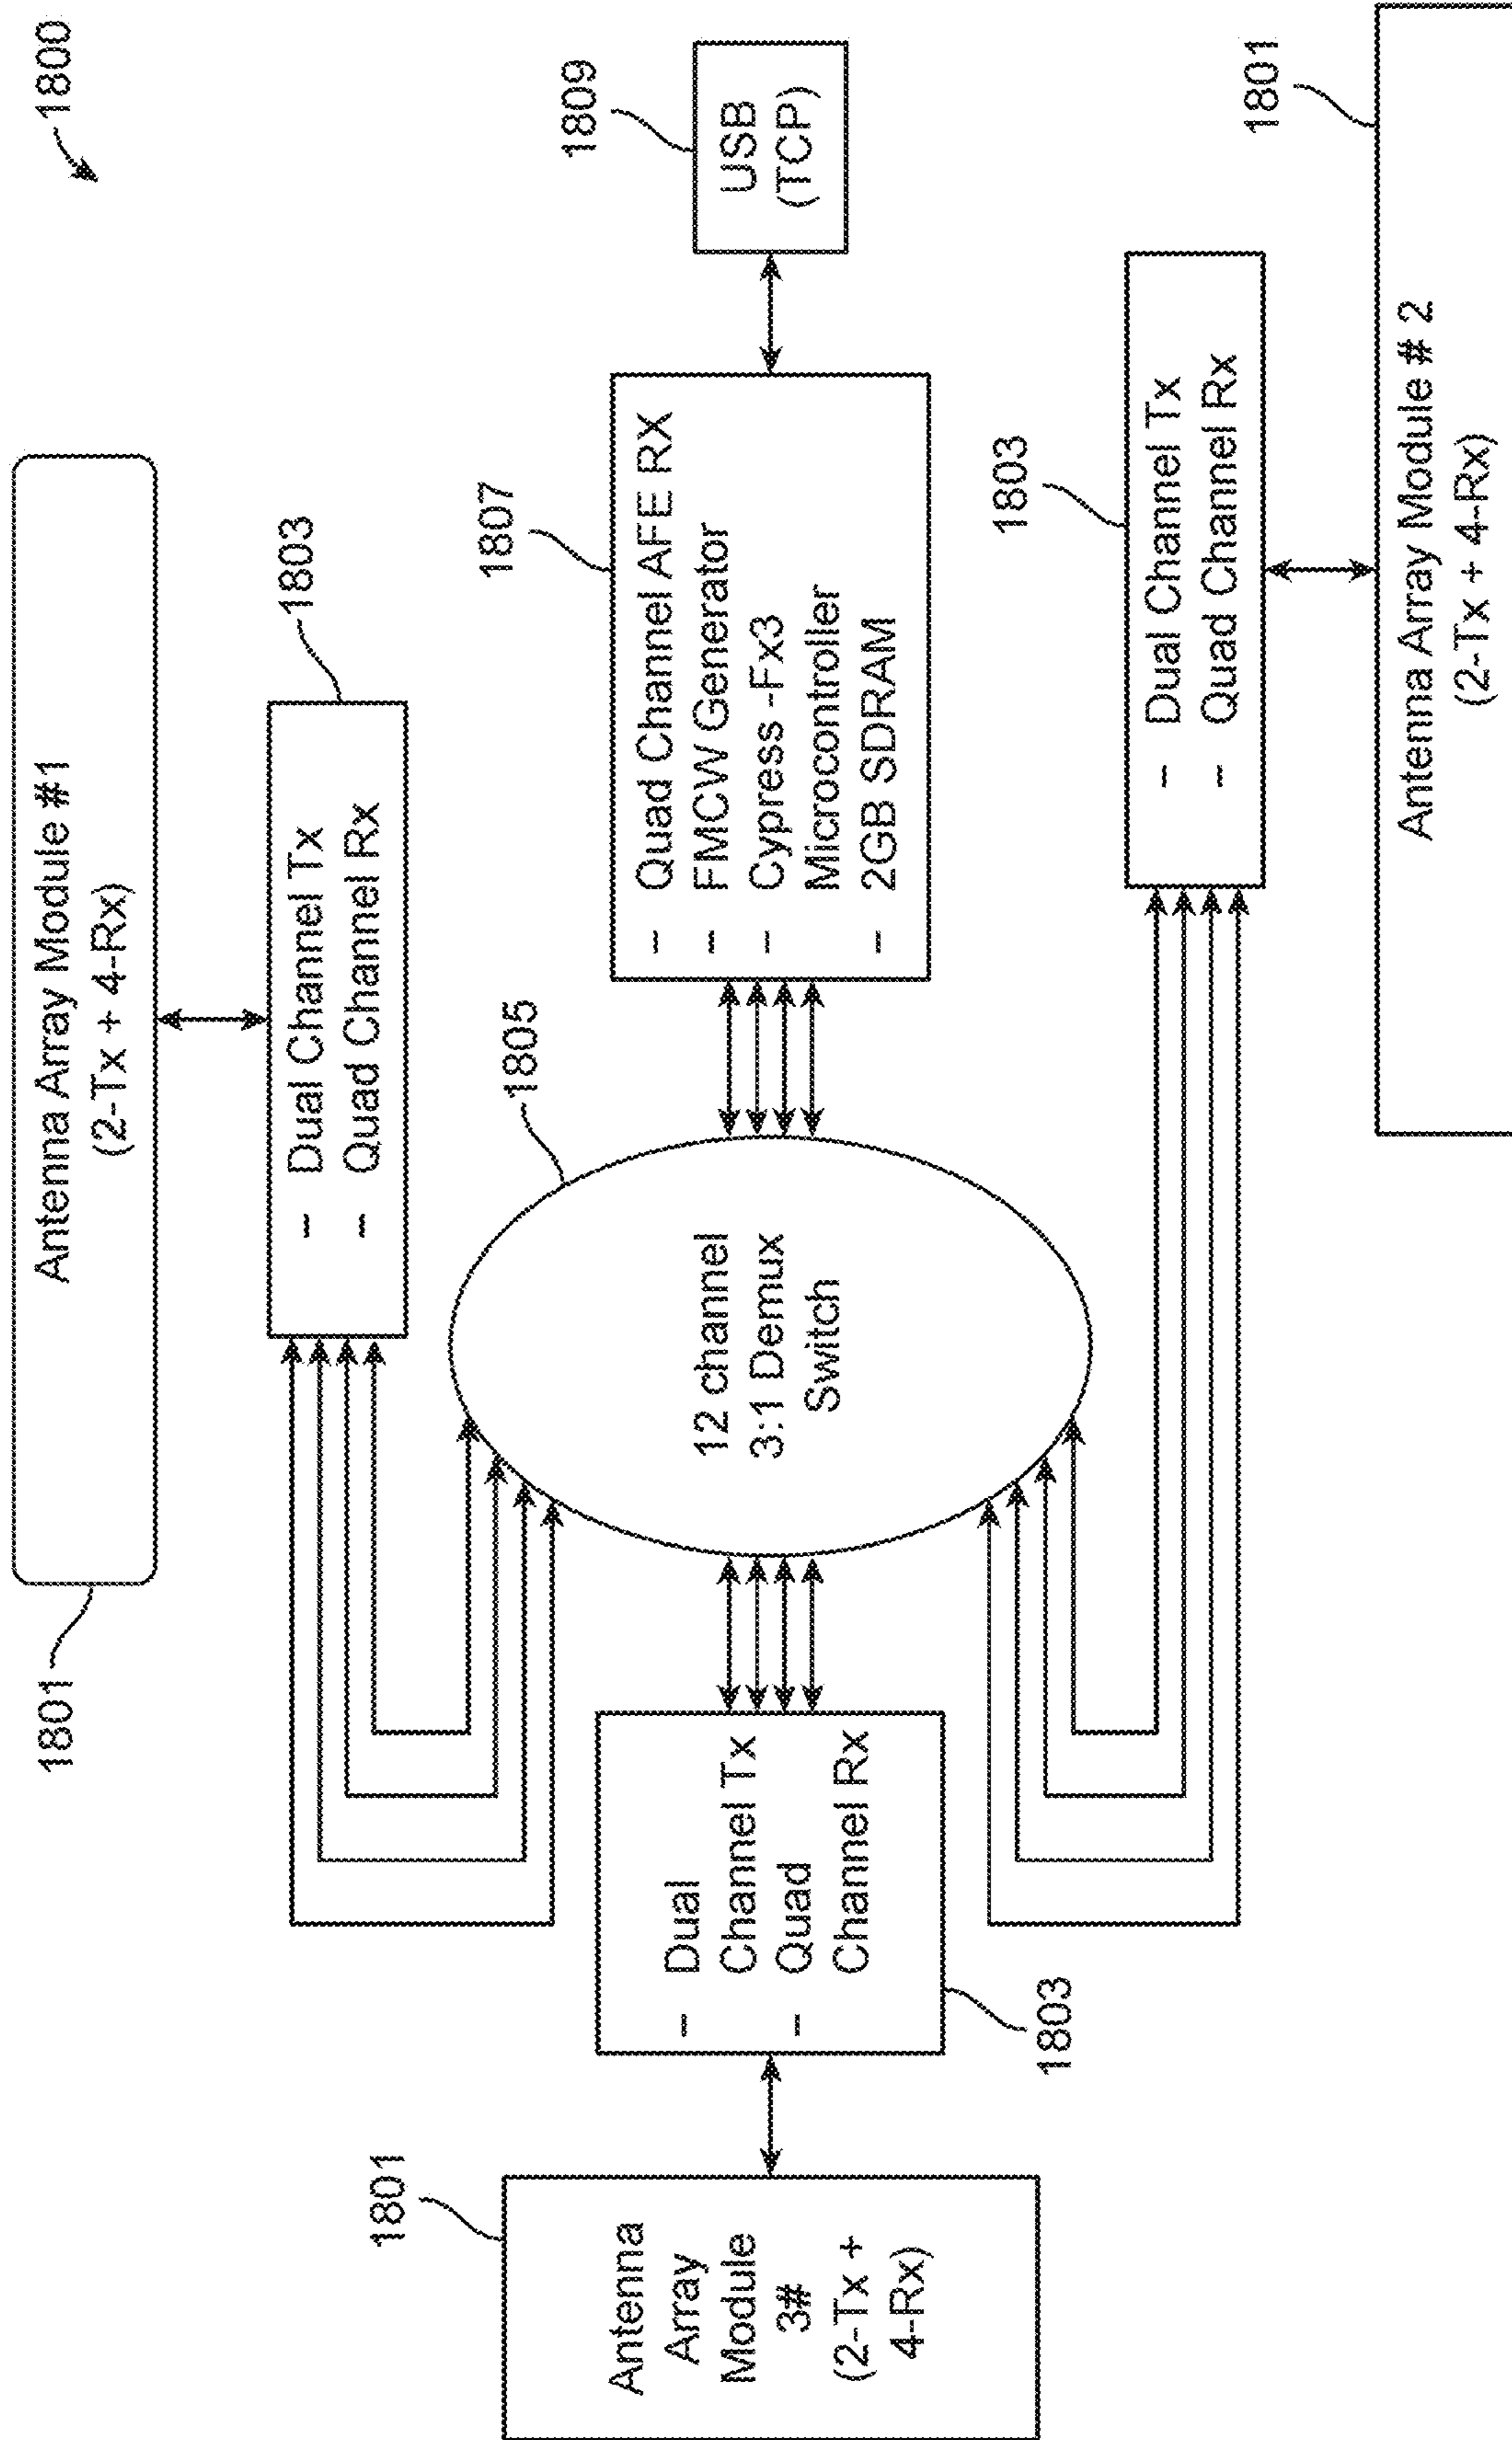 1800
1801
Antenna Array Module #1
(2-Tx + 4-Rx)
1803
– Dual Channel Tx
– Quad Channel Rx
1801
Antenna
Array
Module
3#
(2-Tx +
4-Rx)
– Dual
Channel Tx
– Quad
Channel Rx
1803
1805
12 channel
3:1 Demux
Switch
1807
– Quad Channel AFE RX
– FMCW Generator
– Cypress -Fx3
Microcontroller
– 2GB SDRAM
1809
USB
(TCP)
1803
– Dual Channel Tx
– Quad Channel Rx
1801
Antenna Array Module # 2
(2-Tx + 4-Rx)